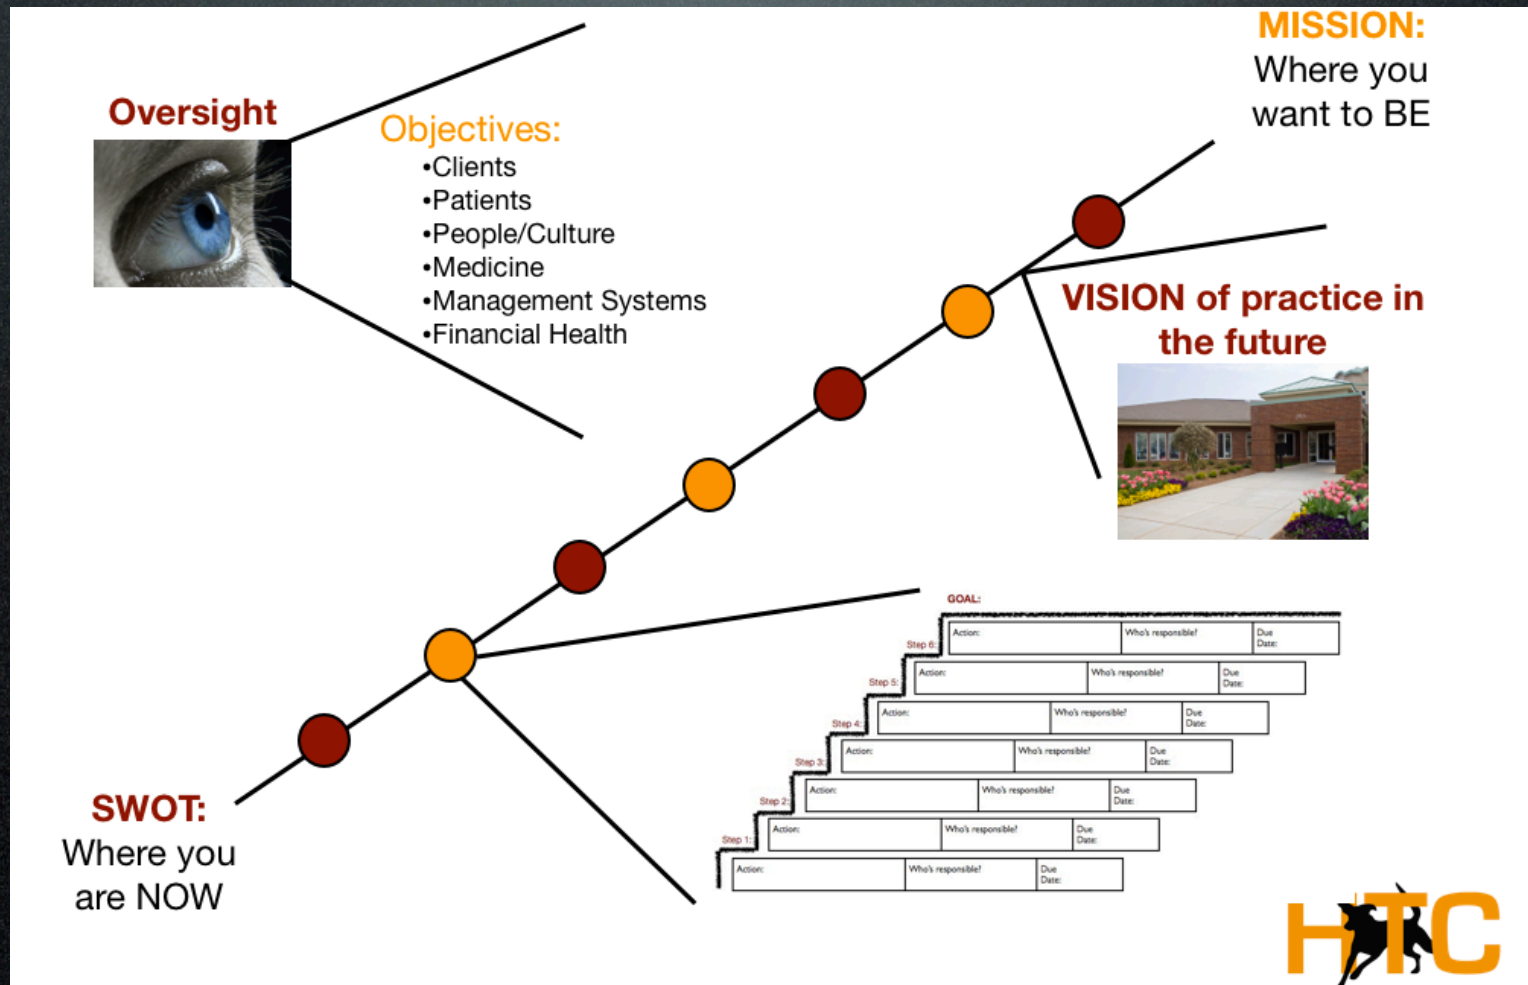 MISSION:
Where you
want to BE
Oversight
Objectives:
•Clients
•Patients
•People/Culture
•Medicine
•Management Systems
•Financial Health
VISION of practice in
the future
GOAL:
Step 6:
Action: Who's responsible? Due
Date:
Step 5:
Action: Who's responsible? Due
Date:
Step 4:
Action: Who's responsible? Due
Date:
Step 3:
Action: Who's responsible? Due
Date:
Step 2:
Action: Who's responsible? Due
Date:
Step 1:
Action: Who's responsible? Due
Date:
Action: Who's responsible? Due
Date:
SWOT:
Where you
are NOW
HTC